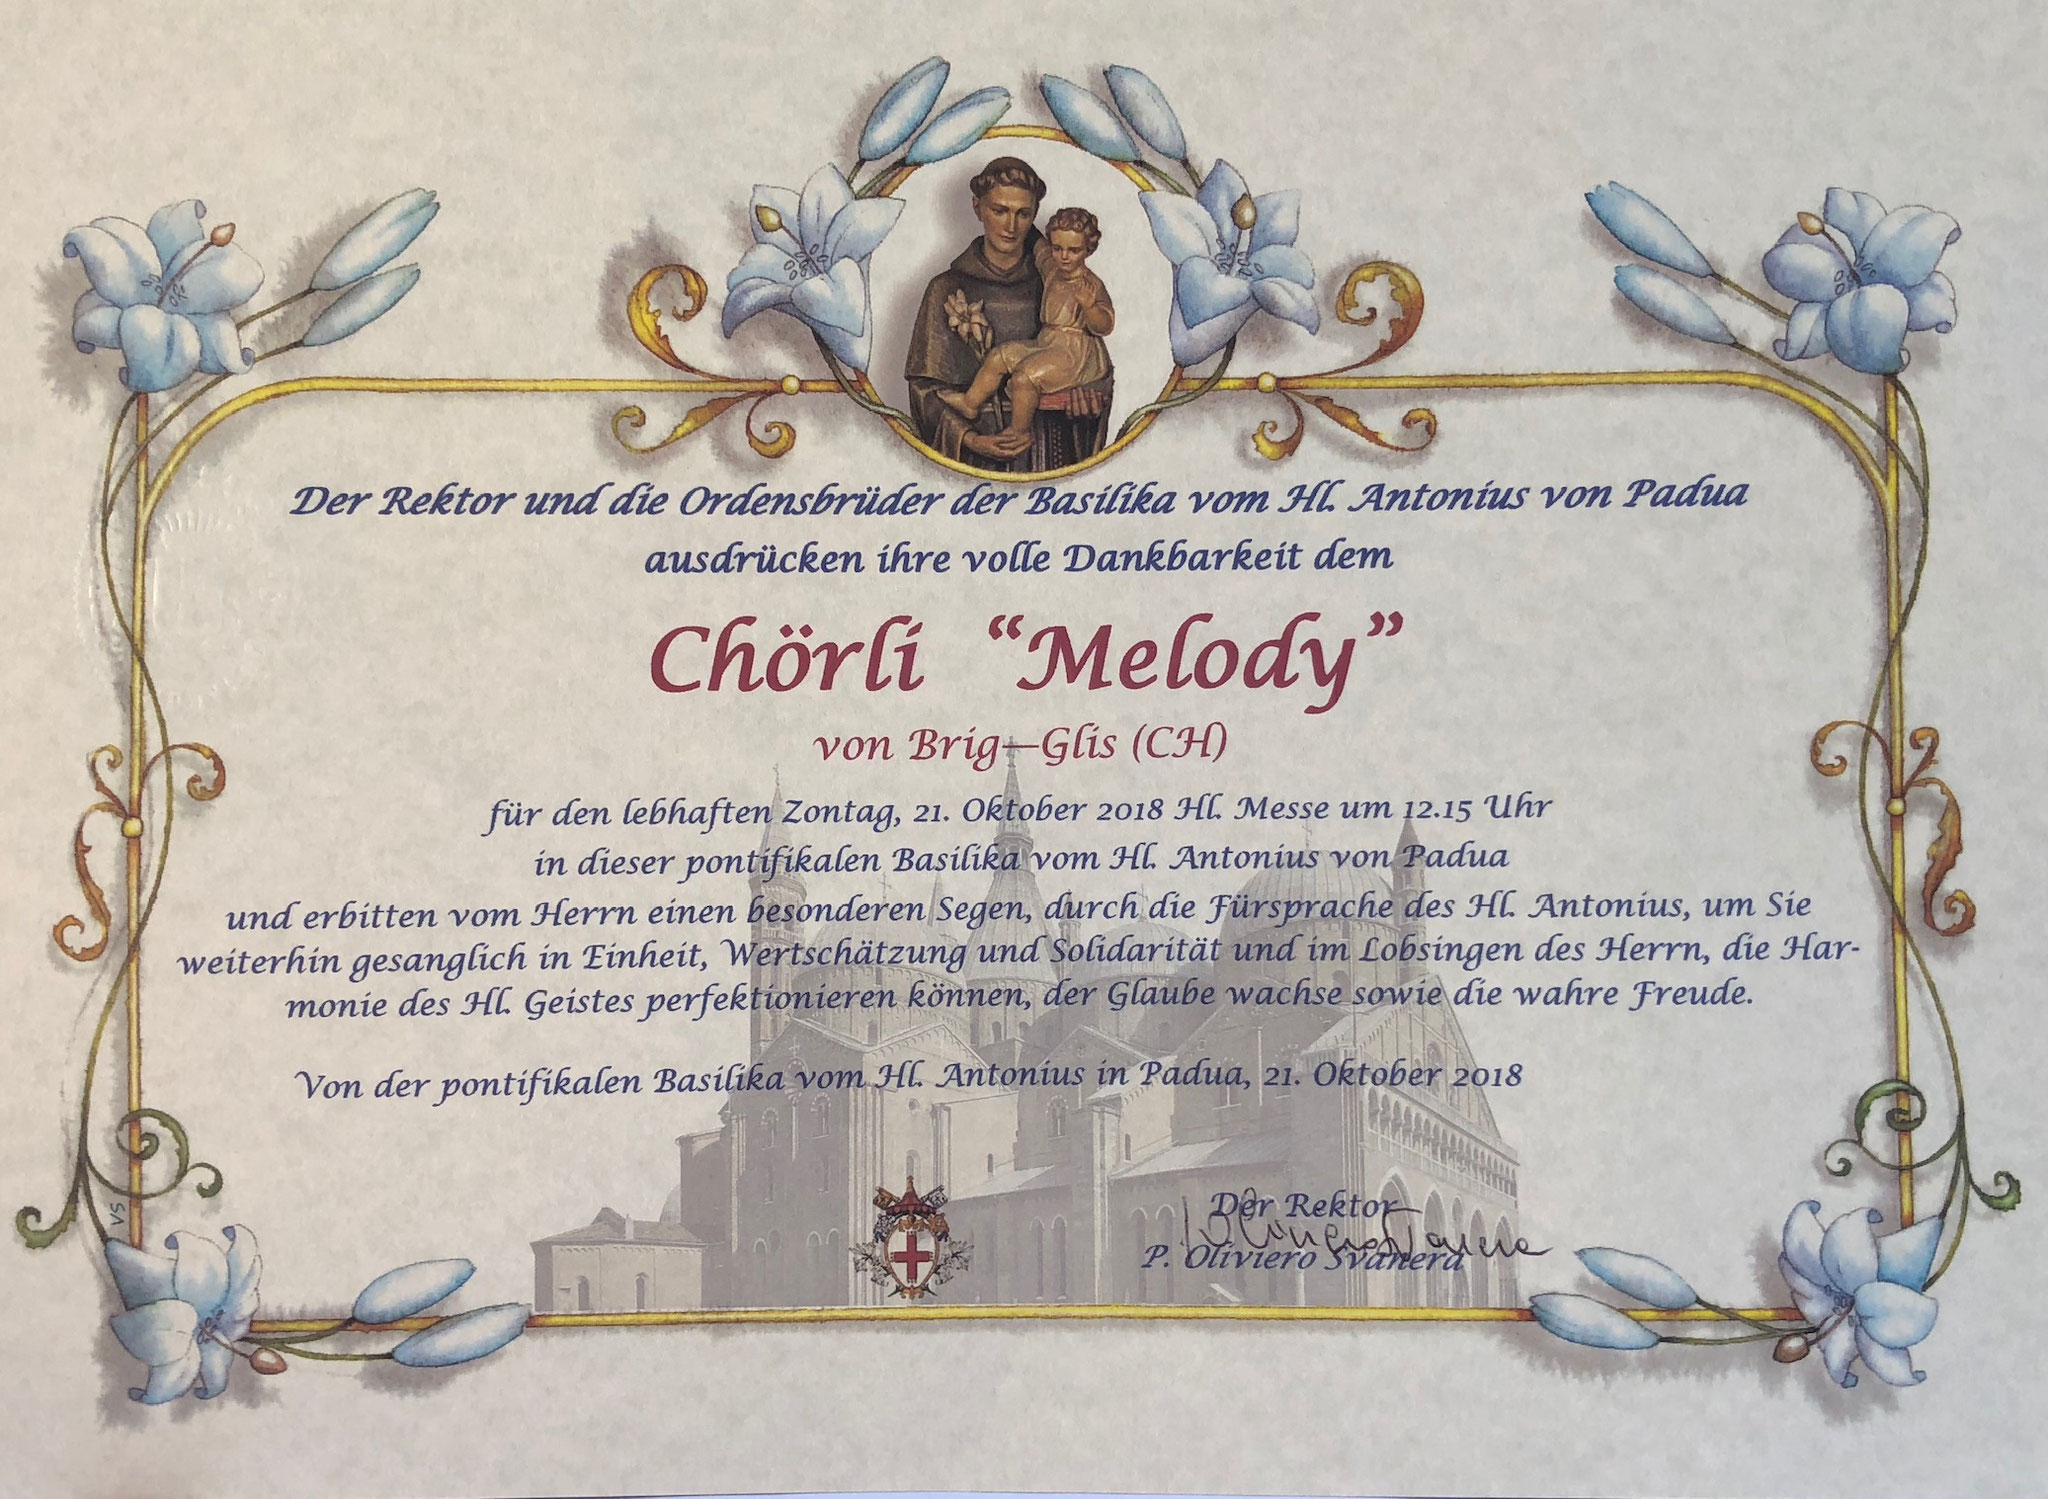 Der Rektor und die Ordensbrüder der Basilika vom Hl. Antonius von Padua
ausdrücken ihre volle Dankbarkeit dem
Chörli “Melody”
von Brig—Glis (CH)
für den lebhaften Zontag, 21. Oktober 2018 Hl. Messe um 12.15 Uhr
in dieser pontifikalen Basilika vom Hl. Antonius von Padua
und erbitten vom Herrn einen besonderen Segen, durch die Fürsprache des Hl. Antonius, um Sie
weiterhin gesanglich in Einheit, Wertschätzung und Solidarität und im Lobsingen des Herrn, die Har-
monie des Hl. Geistes perfektionieren können, der Glaube wachse sowie die wahre Freude.
Von der pontifikalen Basilika vom Hl. Antonius in Padua, 21. Oktober 2018
Der Rektor
P. Oliviero Svanera
VS